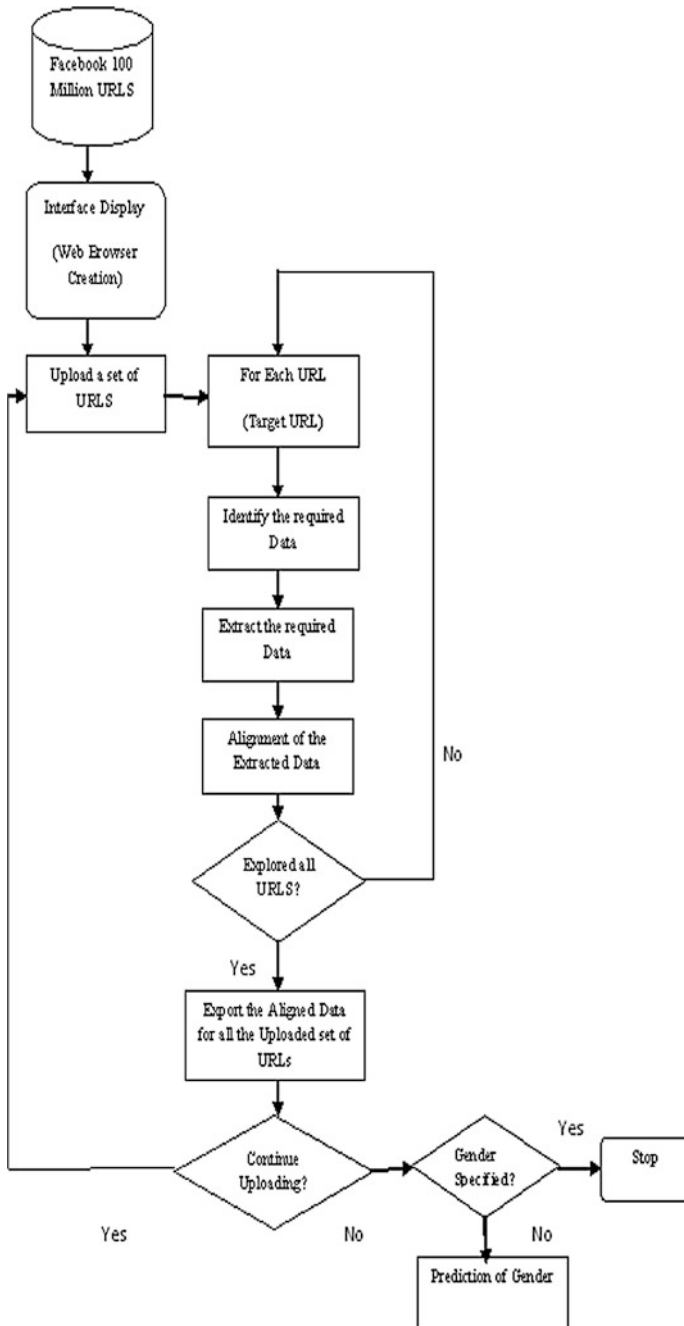 Facebook 100
Million URLS
Interface Display
(Web Browser
Creation)
Upload a set of
URLS
For Each URL
(Target URL)
Identify the required
Data
Extract the required
Data
Alignment of the
Extracted Data
No
Explored all
URLS?
Yes
Export the Aligned Data
for all the Uploaded set of
URLs
Continue
Uploading?
Yes
No
Gender
Specified?
Yes
Stop
No
Prediction of Gender